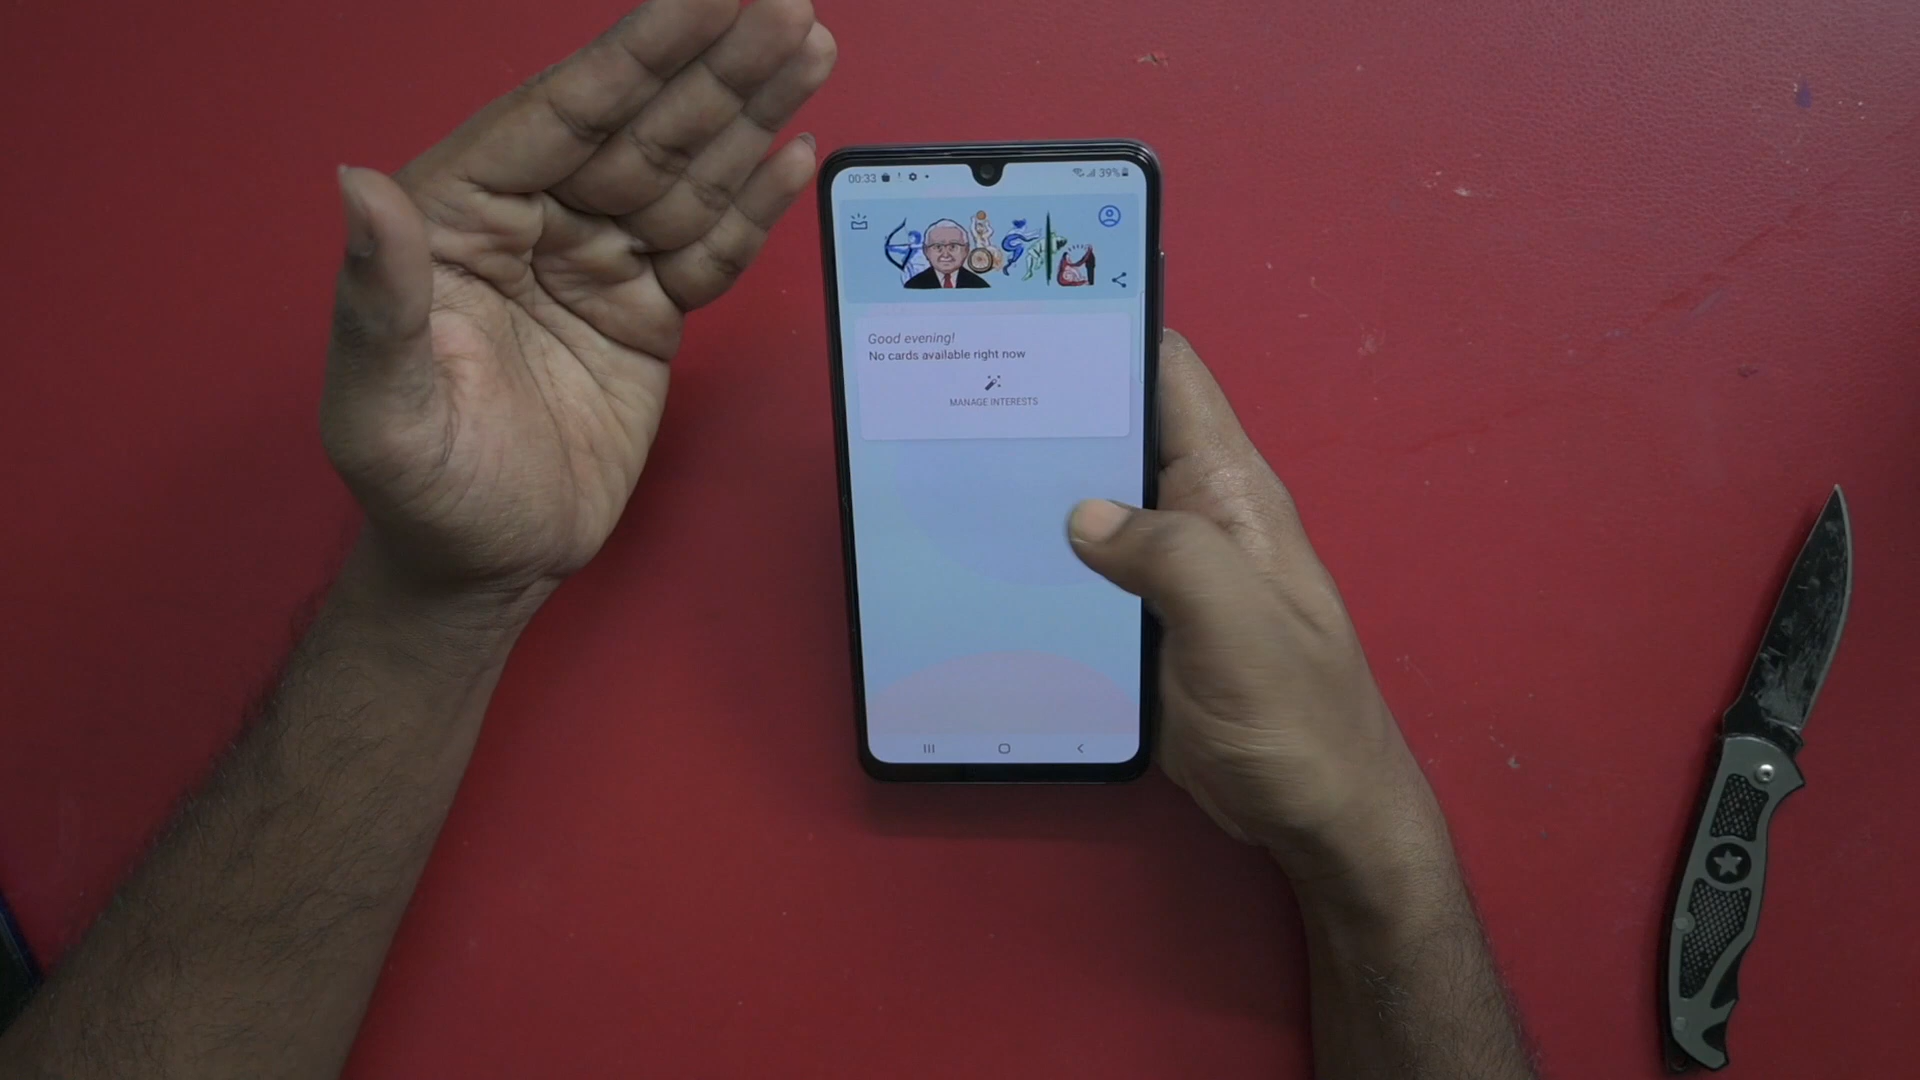 00:33 39%
Good evening!
No cards available right now
MANAGE INTERESTS